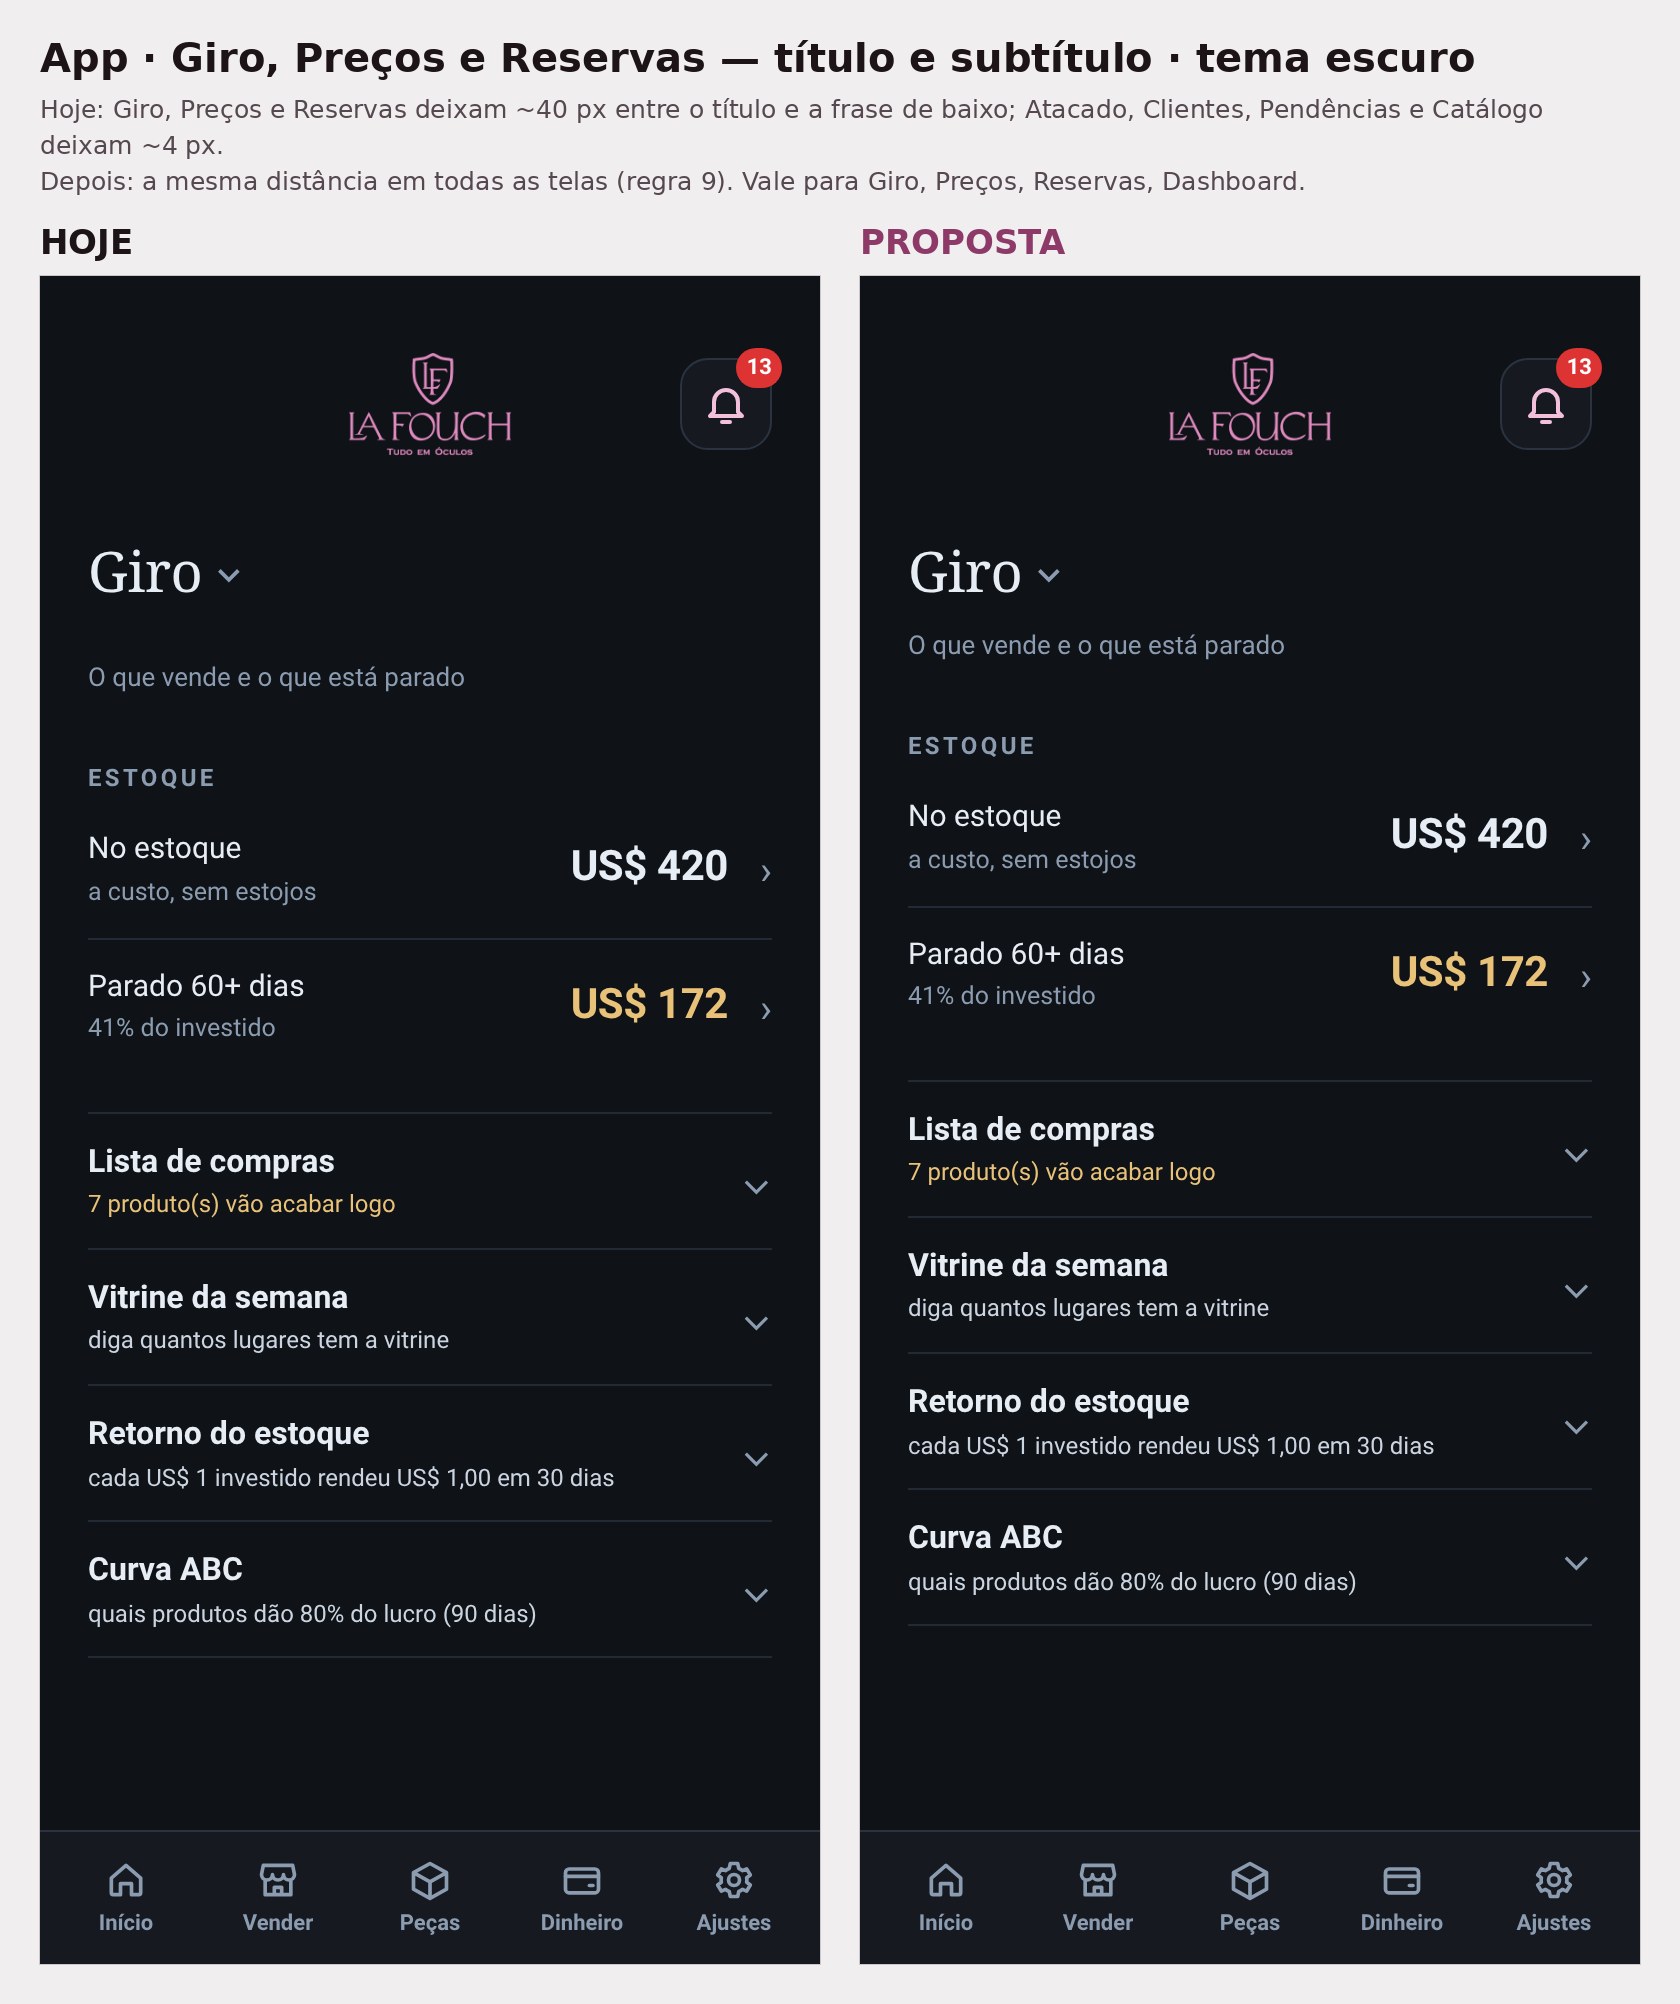 App · Giro, Preços e Reservas — título e subtítulo · tema escuro
Hoje: Giro, Preços e Reservas deixam ~40 px entre o título e a frase de baixo; Atacado, Clientes, Pendências e Catálogo
deixam ~4 px.
Depois: a mesma distância em todas as telas (regra 9). Vale para Giro, Preços, Reservas, Dashboard.
HOJE
LF
LA FOUCH
TUDO EM ÓCULOS
13
Giro
O que vende e o que está parado
ESTOQUE
No estoque
a custo, sem estojos
US$ 420 ›
Parado 60+ dias
41% do investido
US$ 172 ›
Lista de compras
7 produto(s) vão acabar logo
Vitrine da semana
diga quantos lugares tem a vitrine
Retorno do estoque
cada US$ 1 investido rendeu US$ 1,00 em 30 dias
Curva ABC
quais produtos dão 80% do lucro (90 dias)
Início Vender Peças Dinheiro Ajustes
PROPOSTA
LF
LA FOUCH
TUDO EM ÓCULOS
13
Giro
O que vende e o que está parado
ESTOQUE
No estoque
a custo, sem estojos
US$ 420 ›
Parado 60+ dias
41% do investido
US$ 172 ›
Lista de compras
7 produto(s) vão acabar logo
Vitrine da semana
diga quantos lugares tem a vitrine
Retorno do estoque
cada US$ 1 investido rendeu US$ 1,00 em 30 dias
Curva ABC
quais produtos dão 80% do lucro (90 dias)
Início Vender Peças Dinheiro Ajustes